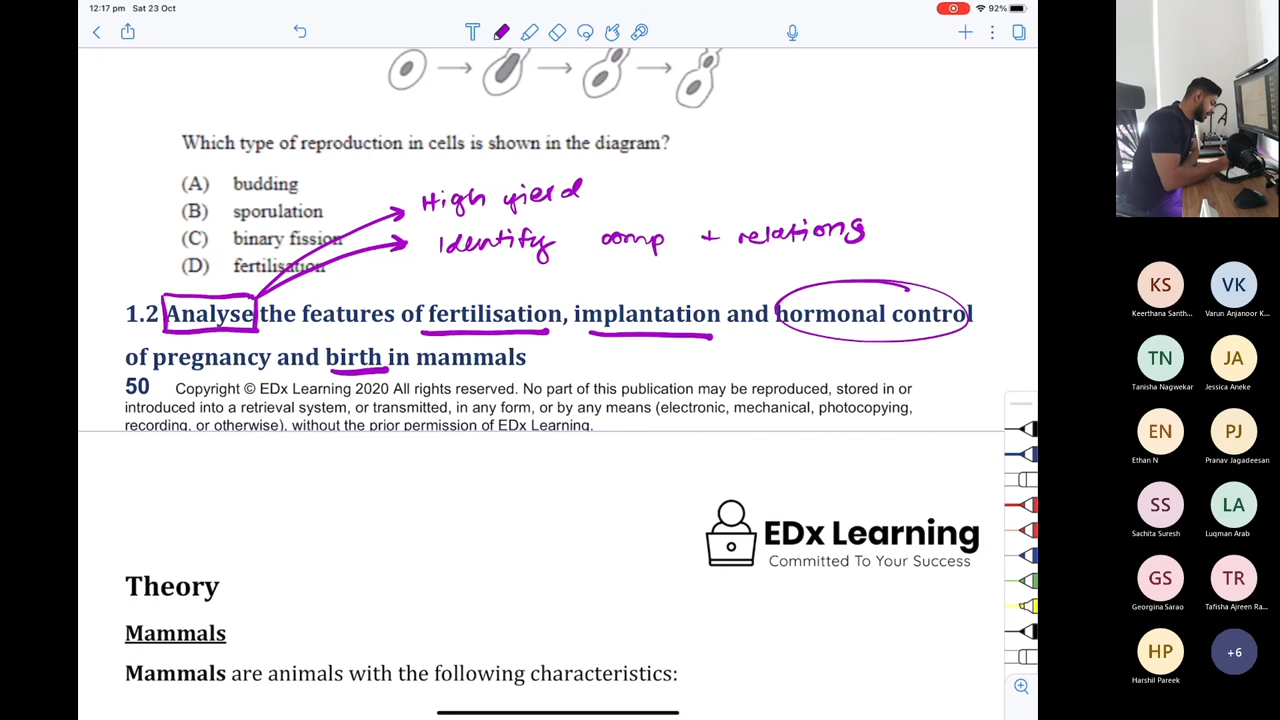 12:17 pm Sat 23 Oct
92%
Which type of reproduction in cells is shown in the diagram?
(A) budding
(B) sporulation
(C) binary fission
(D) fertilisation
High yield
Identify comp + relations
1.2 Analyse the features of fertilisation, implantation and hormonal control
of pregnancy and birth in mammals
50 Copyright © EDx Learning 2020 All rights reserved. No part of this publication may be reproduced, stored in or
introduced into a retrieval system, or transmitted, in any form, or by any means (electronic, mechanical, photocopying,
recording, or otherwise), without the prior permission of EDx Learning.
EDx Learning
Committed To Your Success
Theory
Mammals
Mammals are animals with the following characteristics:
KS
Keerthana Santh...
VK
Varun Anjanoor K...
TN
Tanisha Nagwekar
JA
Jessica Aneke
EN
Ethan N
PJ
Pranav Jagadeesan
SS
Sachita Suresh
LA
Luqman Arab
GS
Georgina Sarao
TR
Tafisha Ajreen Ra...
HP
Harshil Pareek
+6